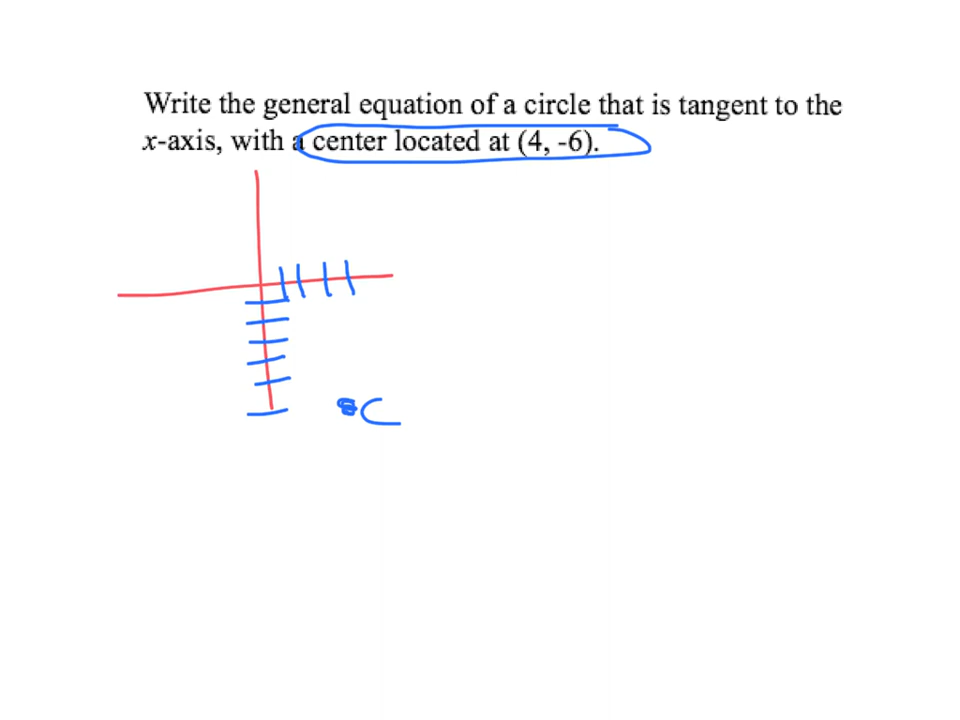 Write the general equation of a circle that is tangent to the
x-axis, with a center located at (4, -6).
C